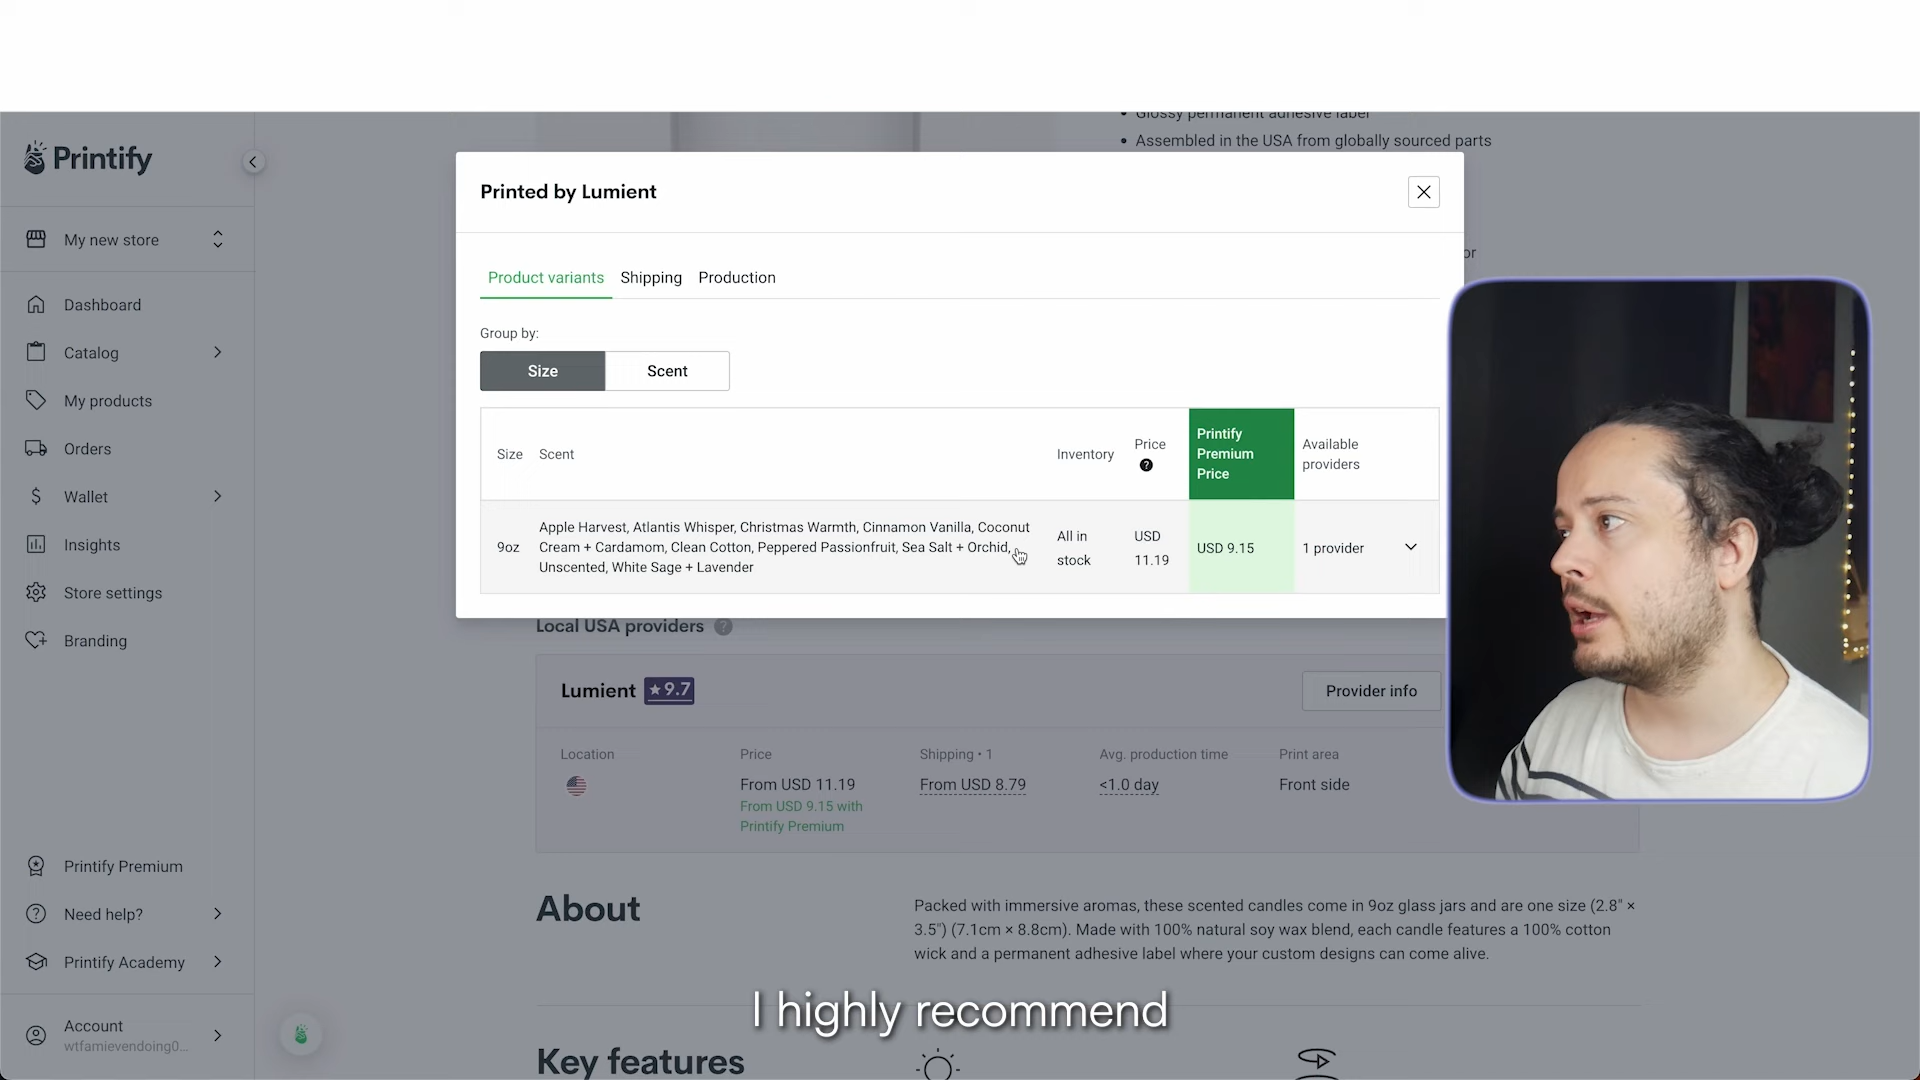 Glossy permanent adhesive label
Assembled in the USA from globally sourced parts
Printify
Printed by Lumient
My new store
or
Product variants Shipping Production
Dashboard
Group by:
Catalog
Size Scent
My products
Size Scent Inventory Price Printify Premium Price Available providers
Orders
Wallet
9oz
Apple Harvest, Atlantis Whisper, Christmas Warmth, Cinnamon Vanilla, Coconut
Cream + Cardamom, Clean Cotton, Peppered Passionfruit, Sea Salt + Orchid,
Unscented, White Sage + Lavender
All in stock
USD 11.19
USD 9.15
1 provider
Insights
Store settings
Branding
Local USA providers ?
Lumient ★ 9.7
Provider info
Location Price Shipping • 1 Avg. production time Print area
From USD 11.19 From USD 8.79 <1.0 day Front side
From USD 9.15 with
Printify Premium
Printify Premium
Need help?
Printify Academy
About
Packed with immersive aromas, these scented candles come in 9oz glass jars and are one size (2.8" ×
3.5") (7.1cm × 8.8cm). Made with 100% natural soy wax blend, each candle features a 100% cotton
wick and a permanent adhesive label where your custom designs can come alive.
I highly recommend
Account
wtfamievendoing0...
Key features